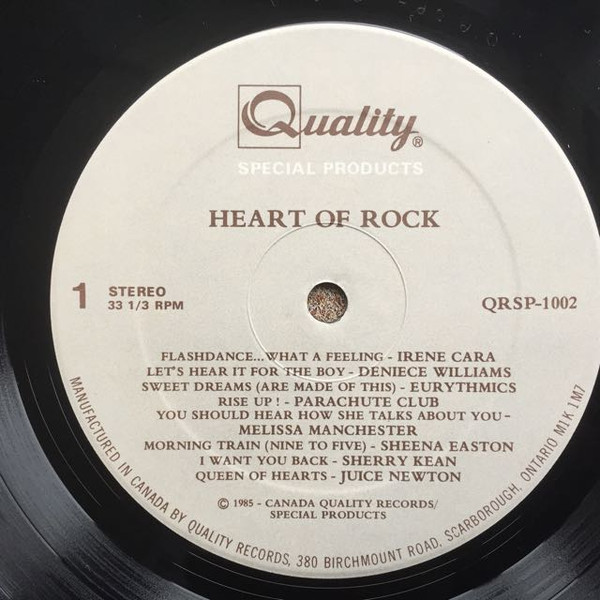 Quality®
SPECIAL PRODUCTS
HEART OF ROCK
1
STEREO
33 1/3 RPM
QRSP-1002
FLASHDANCE...WHAT A FEELING - IRENE CARA
LET'S HEAR IT FOR THE BOY - DENIECE WILLIAMS
SWEET DREAMS (ARE MADE OF THIS) - EURYTHMICS
RISE UP! - PARACHUTE CLUB
YOU SHOULD HEAR HOW SHE TALKS ABOUT YOU -
MELISSA MANCHESTER
MORNING TRAIN (NINE TO FIVE) - SHEENA EASTON
I WANT YOU BACK - SHERRY KEAN
QUEEN OF HEARTS - JUICE NEWTON
© 1985 - CANADA QUALITY RECORDS/
SPECIAL PRODUCTS
MANUFACTURED IN CANADA BY QUALITY RECORDS, 380 BIRCHMOUNT ROAD, SCARBOROUGH, ONTARIO M1K 1M7